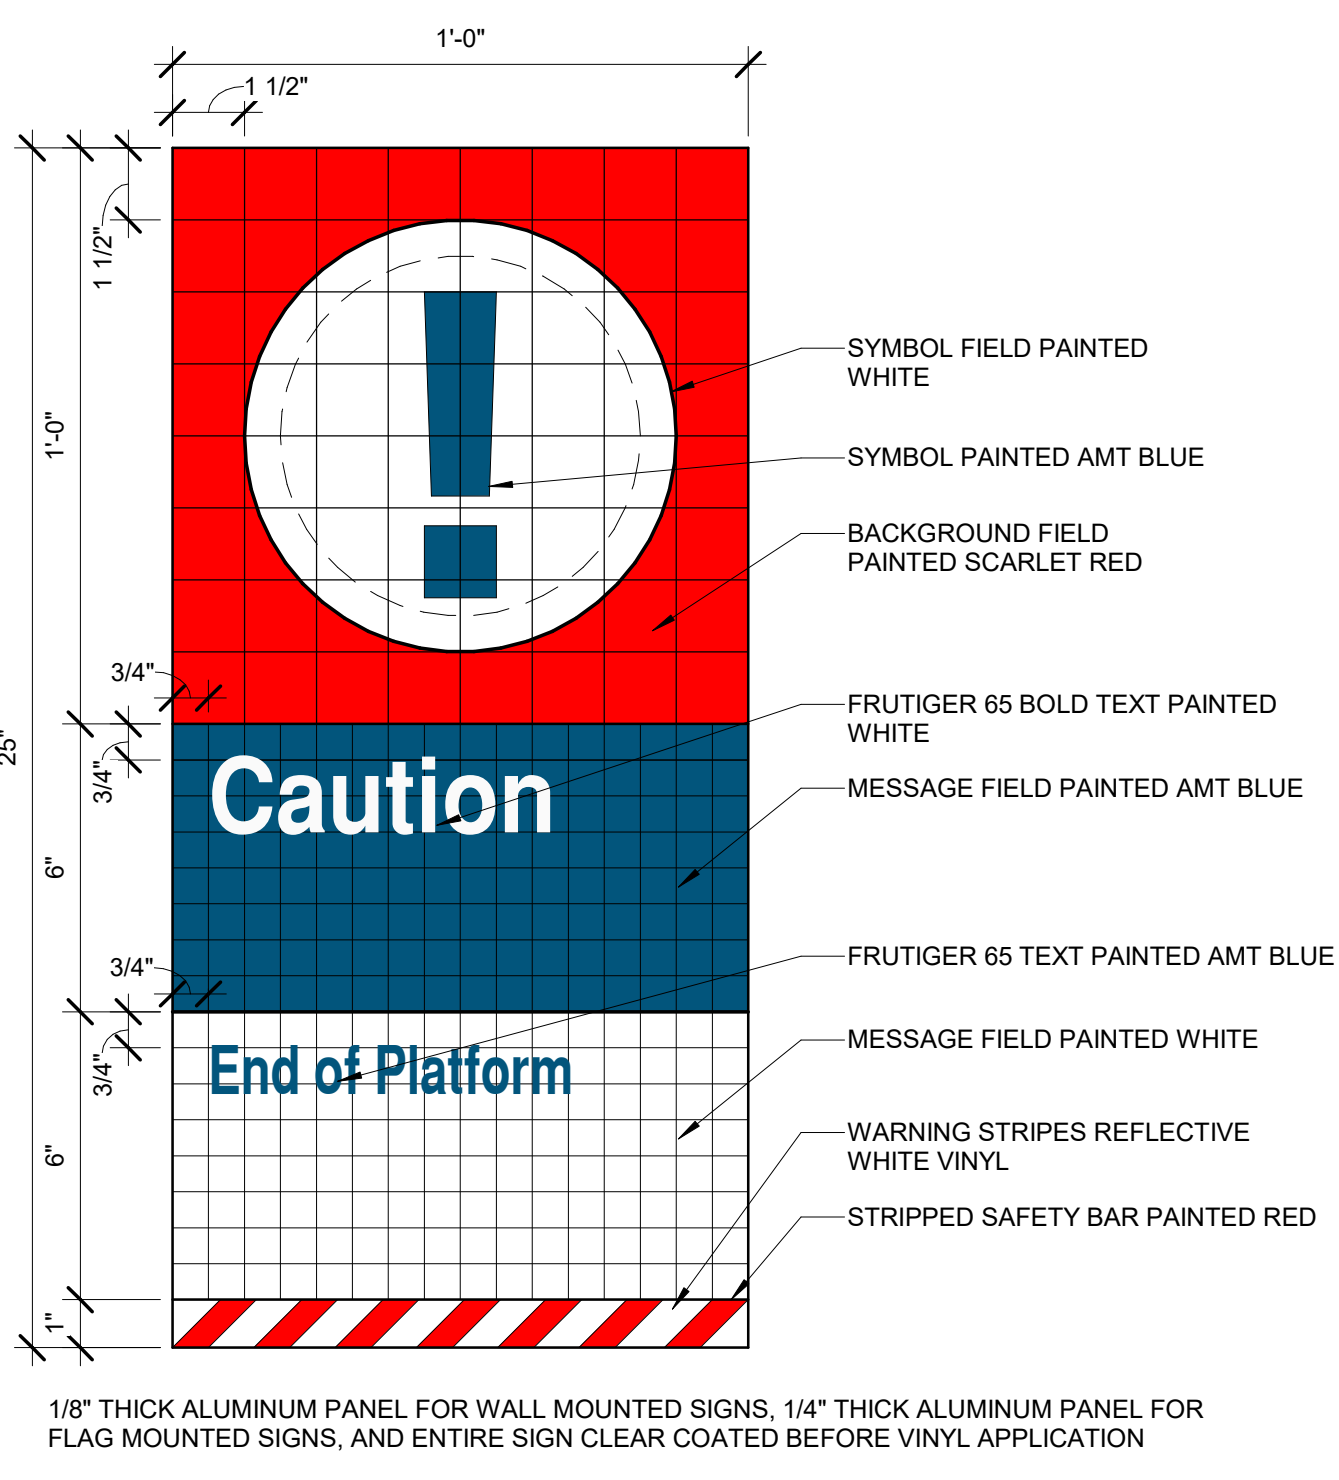 1'-0"
1 1/2"
1 1/2"
1'-0"
SYMBOL FIELD PAINTED
WHITE
SYMBOL PAINTED AMT BLUE
BACKGROUND FIELD
PAINTED SCARLET RED
3/4"
FRUTIGER 65 BOLD TEXT PAINTED
WHITE
25"
3/4"
Caution
MESSAGE FIELD PAINTED AMT BLUE
6"
3/4"
FRUTIGER 65 TEXT PAINTED AMT BLUE
3/4"
End of Platform
MESSAGE FIELD PAINTED WHITE
6"
WARNING STRIPES REFLECTIVE
WHITE VINYL
STRIPPED SAFETY BAR PAINTED RED
1"
1/8" THICK ALUMINUM PANEL FOR WALL MOUNTED SIGNS, 1/4" THICK ALUMINUM PANEL FOR
FLAG MOUNTED SIGNS, AND ENTIRE SIGN CLEAR COATED BEFORE VINYL APPLICATION